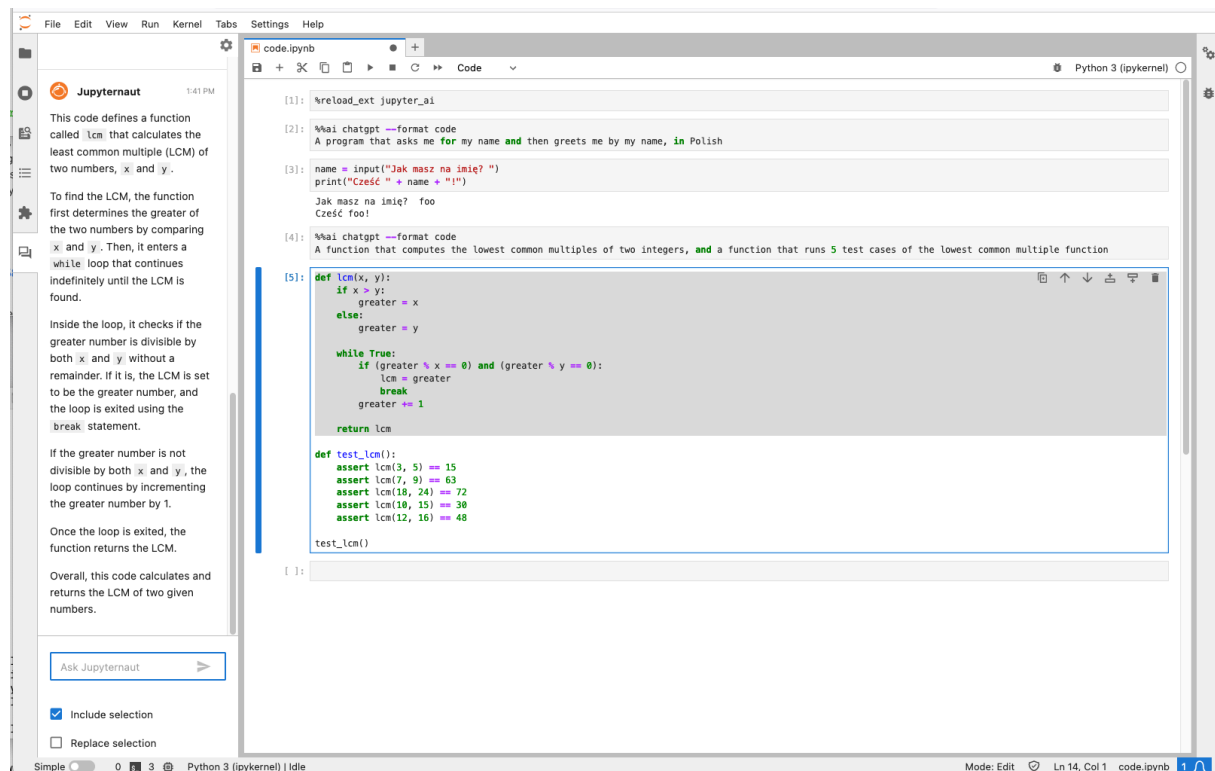 File Edit View Run Kernel Tabs Settings Help
Jupyternaut 1:41 PM
This code defines a function
called lcm that calculates the
least common multiple (LCM) of
two numbers, x and y.
To find the LCM, the function
first determines the greater of
the two numbers by comparing
x and y. Then, it enters a
while loop that continues
indefinitely until the LCM is
found.
Inside the loop, it checks if the
greater number is divisible by
both x and y without a
remainder. If it is, the LCM is set
to be the greater number, and
the loop is exited using the
break statement.
If the greater number is not
divisible by both x and y, the
loop continues by incrementing
the greater number by 1.
Once the loop is exited, the
function returns the LCM.
Overall, this code calculates and
returns the LCM of two given
numbers.
Ask Jupyternaut
Include selection
Replace selection
code.ipynb
Code
Python 3 (ipykernel)
[1]: %reload_ext jupyter_ai
[2]: %%ai chatgpt --format code
A program that asks me for my name and then greets me by my name, in Polish
[3]: name = input("Jak masz na imię? ")
print("Cześć " + name + "!")
Jak masz na imię? foo
Cześć foo!
[4]: %%ai chatgpt --format code
A function that computes the lowest common multiples of two integers, and a function that runs 5 test cases of the lowest common multiple function
[5]: def lcm(x, y):
if x > y:
greater = x
else:
greater = y
while True:
if (greater % x == 0) and (greater % y == 0):
lcm = greater
break
greater += 1
return lcm
def test_lcm():
assert lcm(3, 5) == 15
assert lcm(7, 9) == 63
assert lcm(18, 24) == 72
assert lcm(10, 15) == 30
assert lcm(12, 16) == 48
test_lcm()
[ ]:
Simple 0 3 Python 3 (ipykernel) | Idle Mode: Edit Ln 14, Col 1 code.ipynb 1